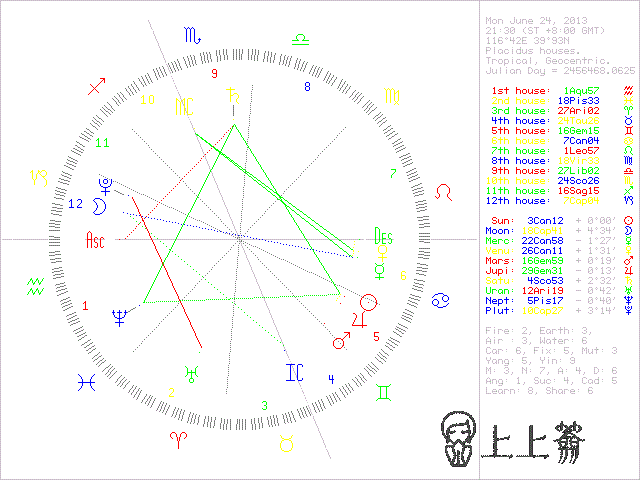 Mon June 24, 2013
21:30 (ST +8:00 GMT)
116°42E 39°93N
Placidus houses.
Tropical, Geocentric.
Julian Day = 2456468.0625
1st house: 1Aqu57
2nd house: 18Pis33
3rd house: 27Ari02
4th house: 24Tau26
5th house: 16Gem15
6th house: 7Can04
7th house: 1Leo57
8th house: 18Vir33
9th house: 27Lib02
10th house: 24Sco26
11th house: 16Sag15
12th house: 7Cap04
Sun: 3Can12 + 0°00'
Moon: 18Cap41 + 4°34'
Merc: 22Can58 - 1°27'
Venu: 26Can11 + 1°31'
Mars: 16Gem59 + 0°19'
Jupi: 29Gem31 - 0°13'
Satu: 4Sco53 + 2°32'
Uran: 12Ari19 - 0°42'
Nept: 5Pis17 - 0°40'
Plut: 10Cap27 + 3°14'
Fire: 2, Earth: 3,
Air : 3, Water: 6
Car: 6, Fix: 5, Mut: 3
Yang: 5, Yin: 9
M: 3, N: 7, A: 4, D: 6
Ang: 1, Suc: 4, Cad: 5
Learn: 8, Share: 6
9
8
10
MC
11
7
12
Asc
Des
6
1
5
IC
4
2
3
上上籤